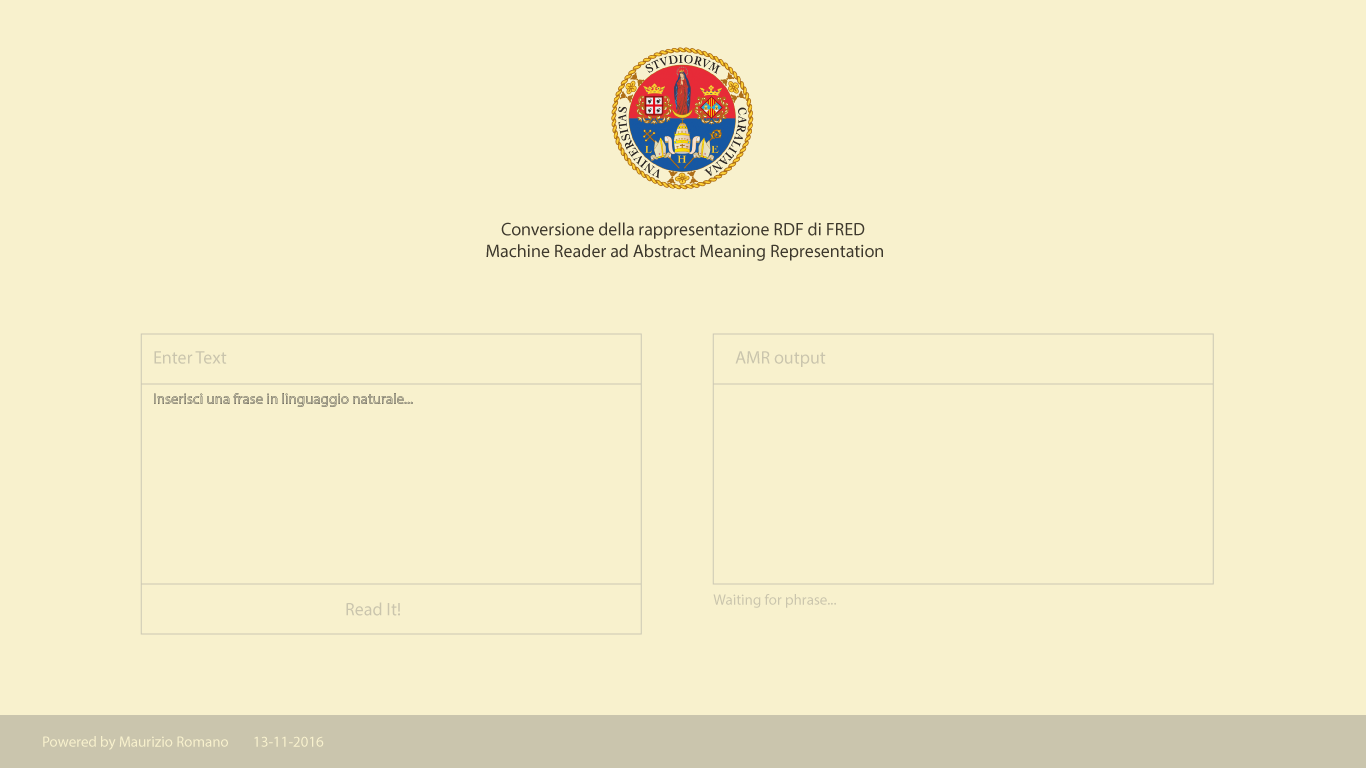 STVDIORVM
VNIVERSITAS
CARALITANA
L
H
E
Conversione della rappresentazione RDF di FRED
Machine Reader ad Abstract Meaning Representation
Enter Text
Inserisci una frase in linguaggio naturale...
Read It!
AMR output
Waiting for phrase...
Powered by Maurizio Romano 13-11-2016